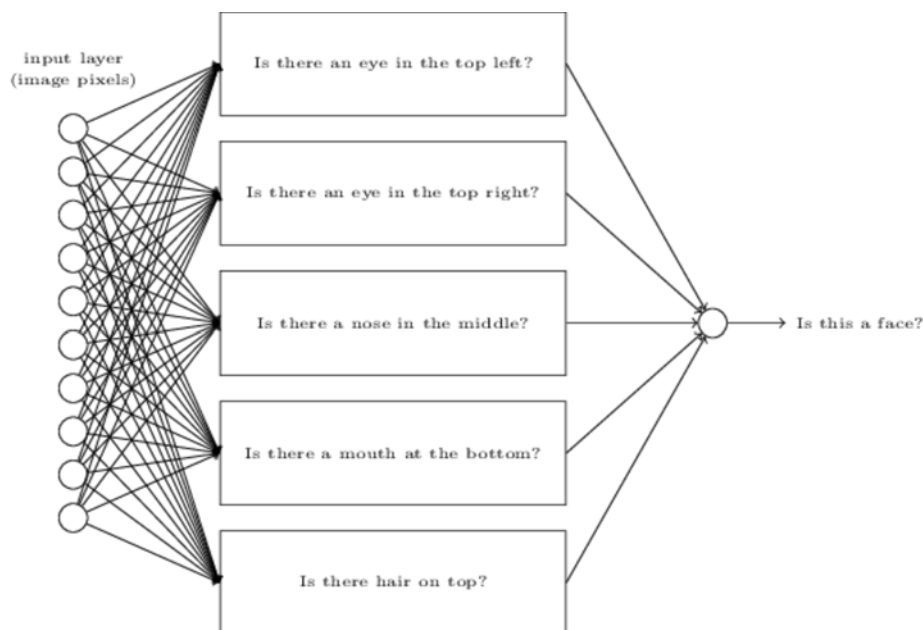 input layer
(image pixels)
Is there an eye in the top left?
Is there an eye in the top right?
Is there a nose in the middle?
Is this a face?
Is there a mouth at the bottom?
Is there hair on top?